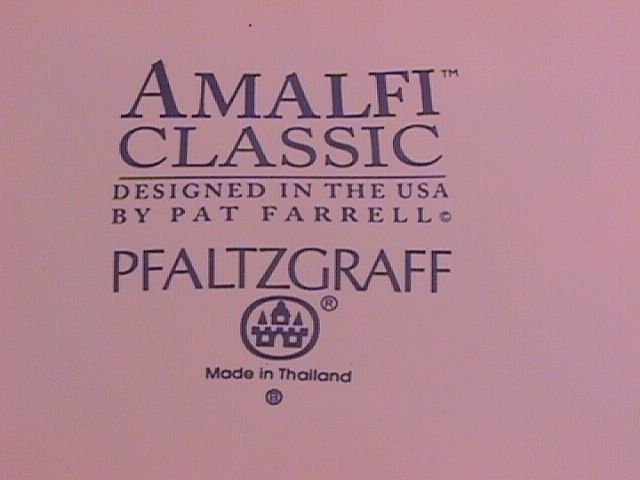 AMALFI™
CLASSIC
DESIGNED IN THE USA
BY PAT FARRELL©
PFALTZGRAFF
®
Made in Thailand